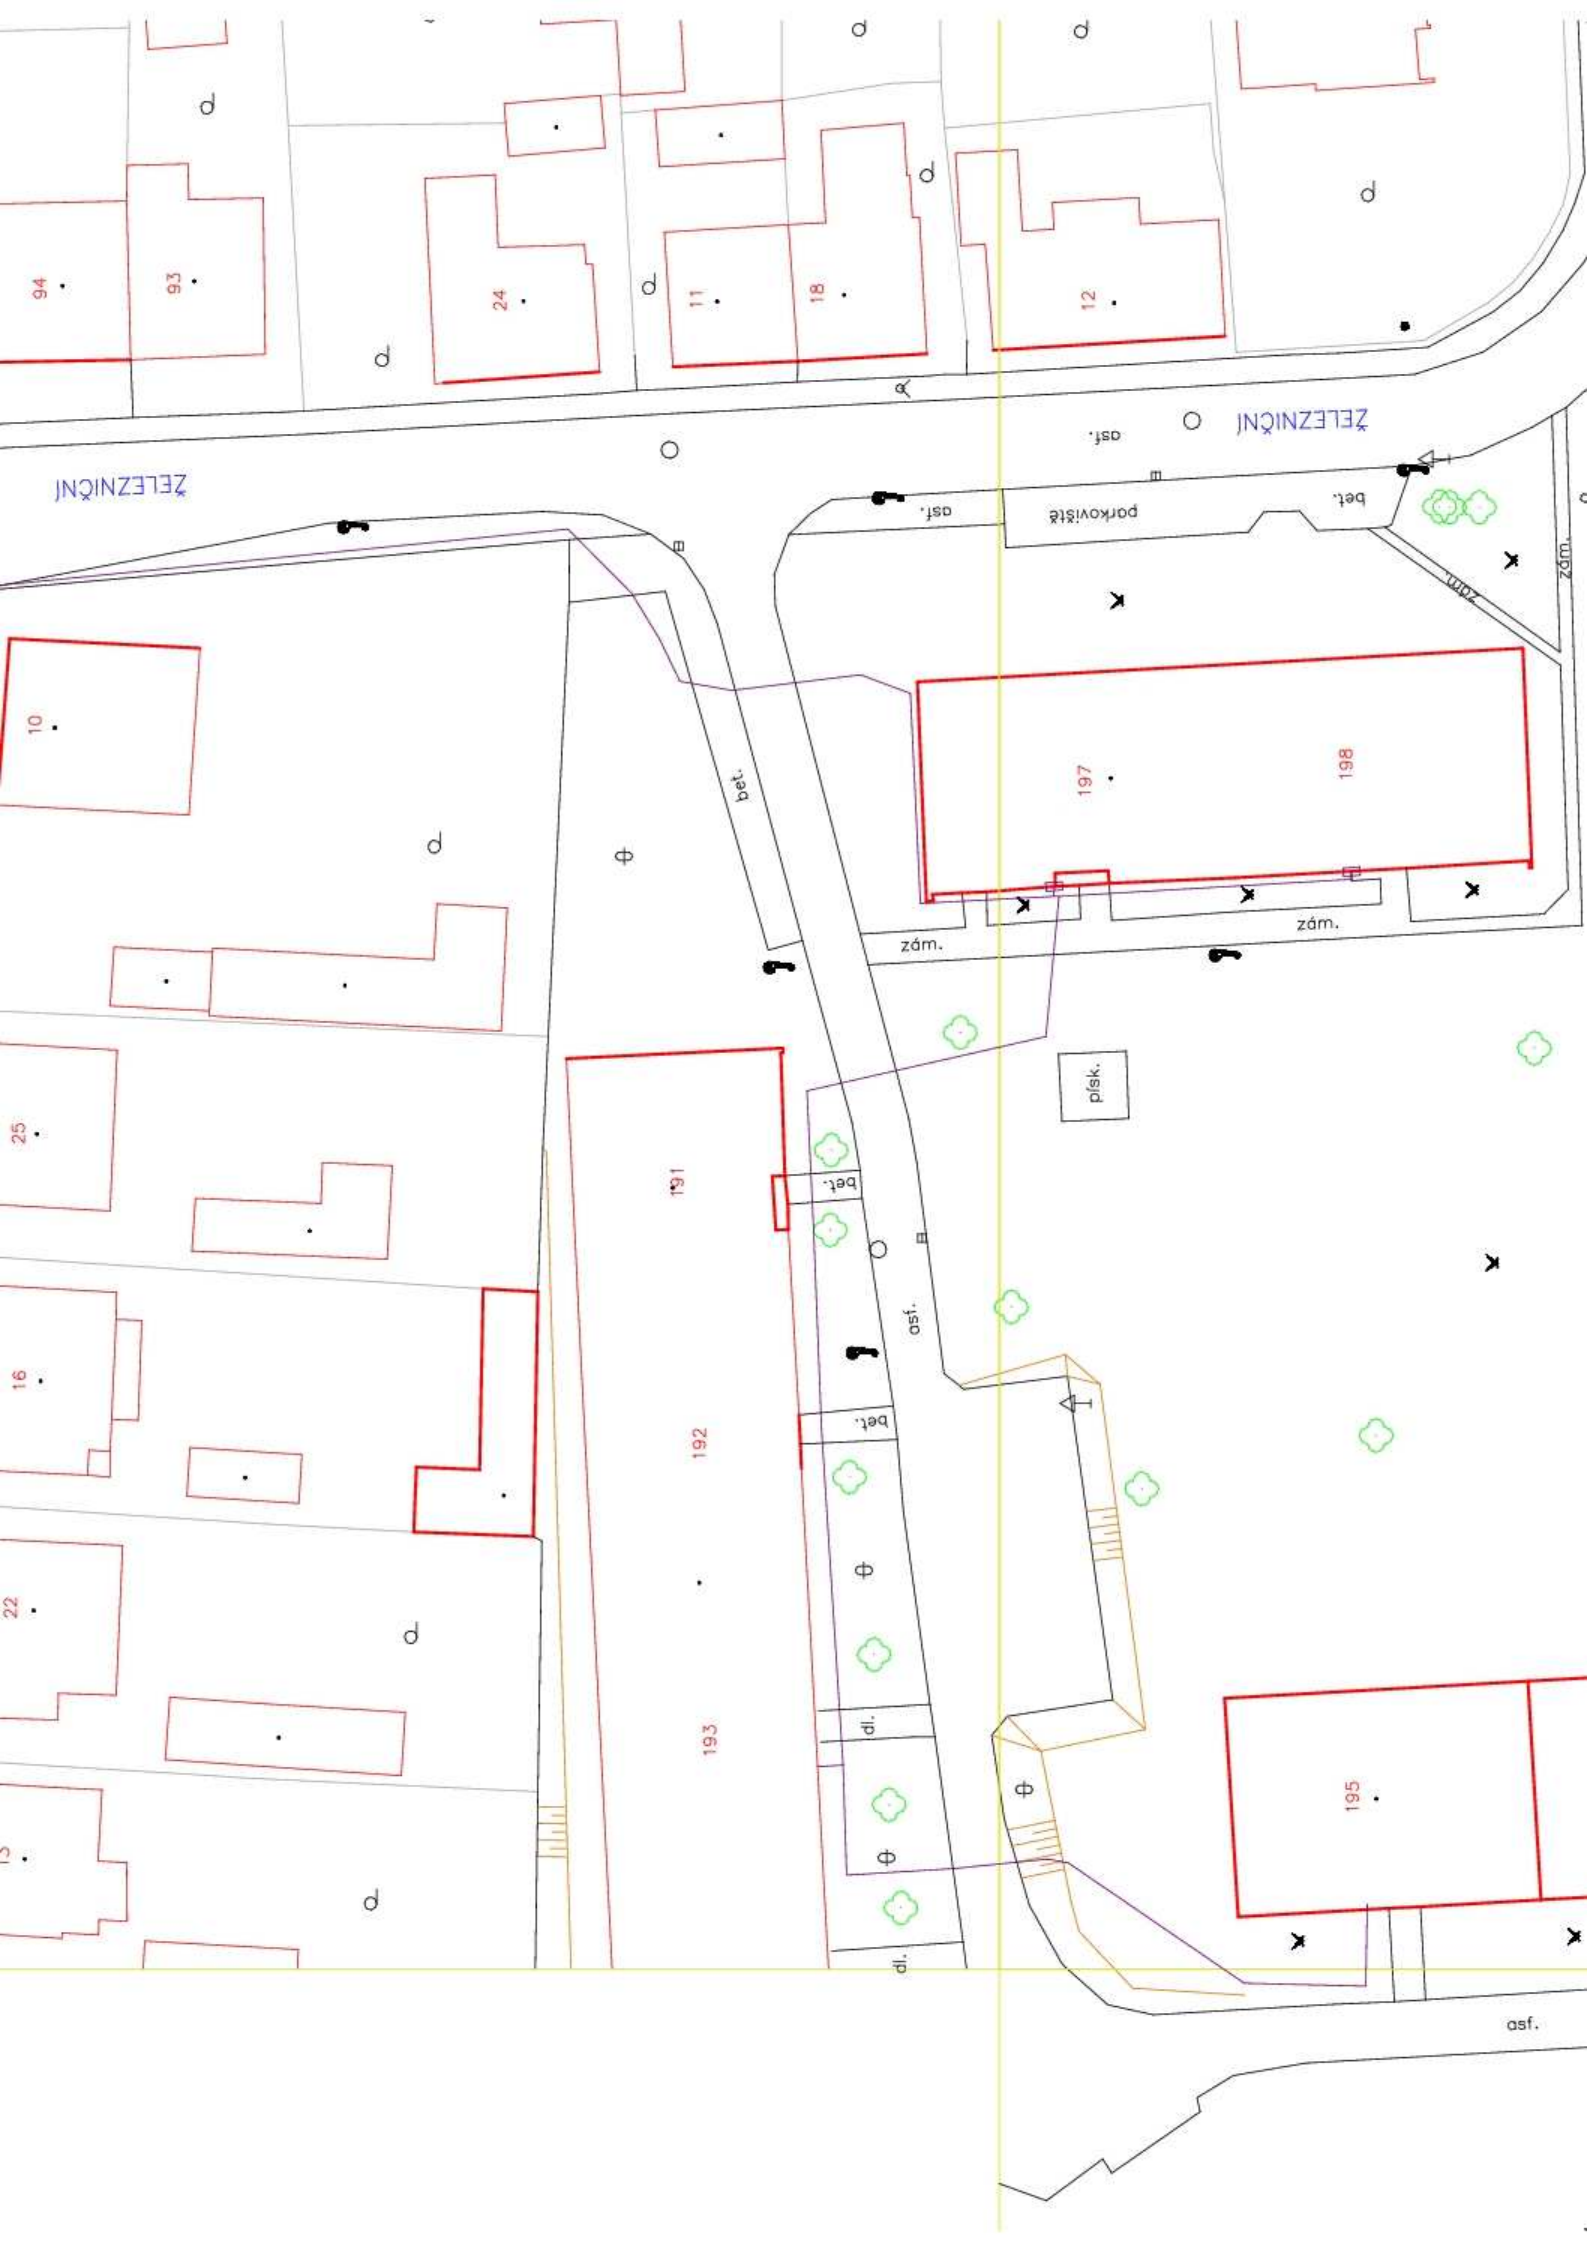 94
93
24
11
18
12
ŽELEZNIČNÍ
asf.
ŽELEZNIČNÍ
asf.
parkoviště
bet.
zám.
zám.
10
bet.
197
198
zám.
zám.
písk.
25
191
bet.
asf.
16
192
bet.
22
193
dl.
195
dl.
asf.